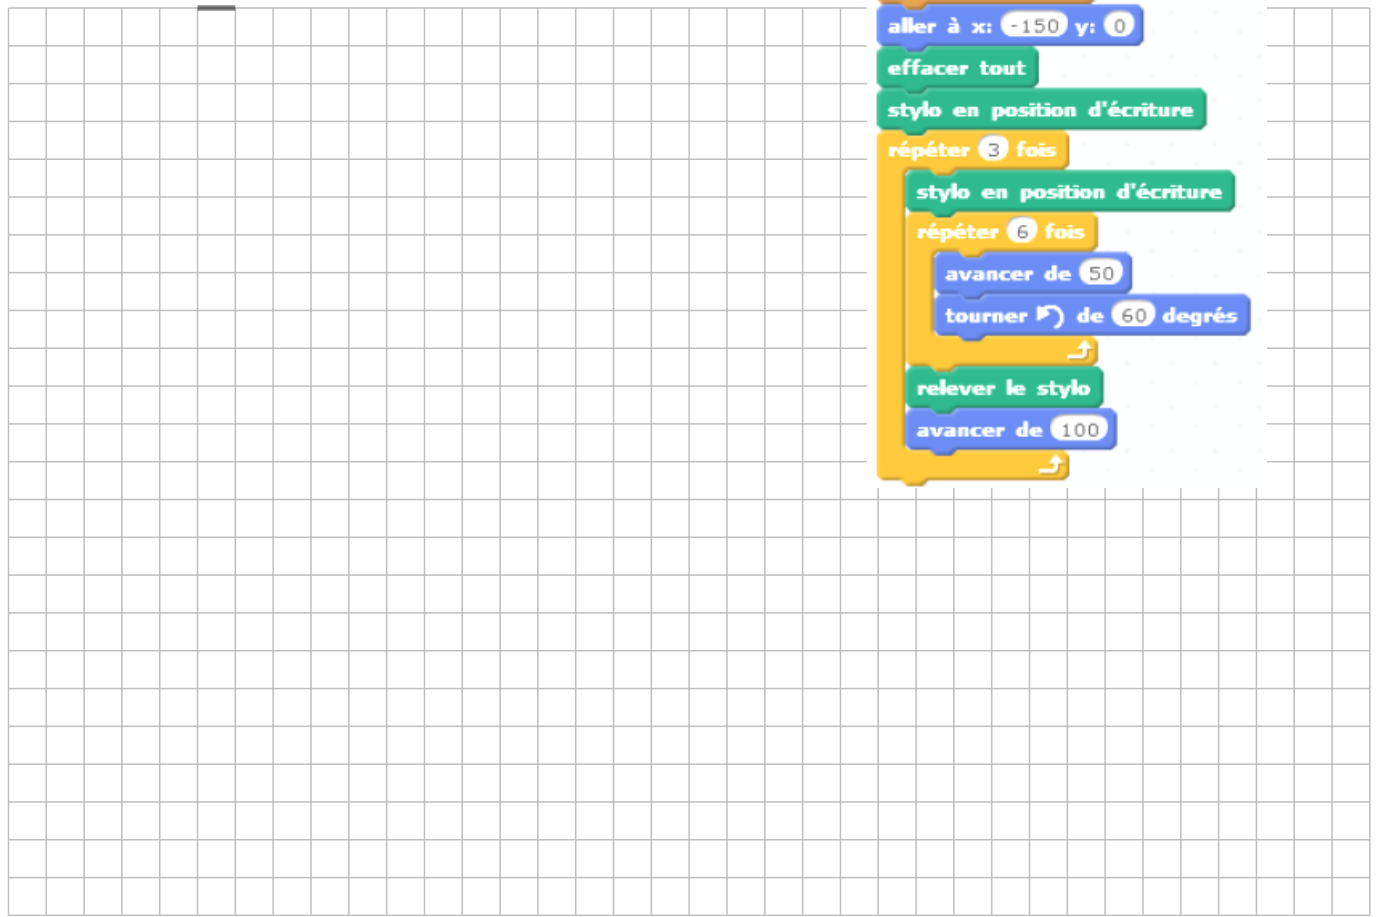 aller à x: -150 y: 0
effacer tout
stylo en position d'écriture
répéter 3 fois
stylo en position d'écriture
répéter 6 fois
avancer de 50
tourner de 60 degrés
relever le stylo
avancer de 100